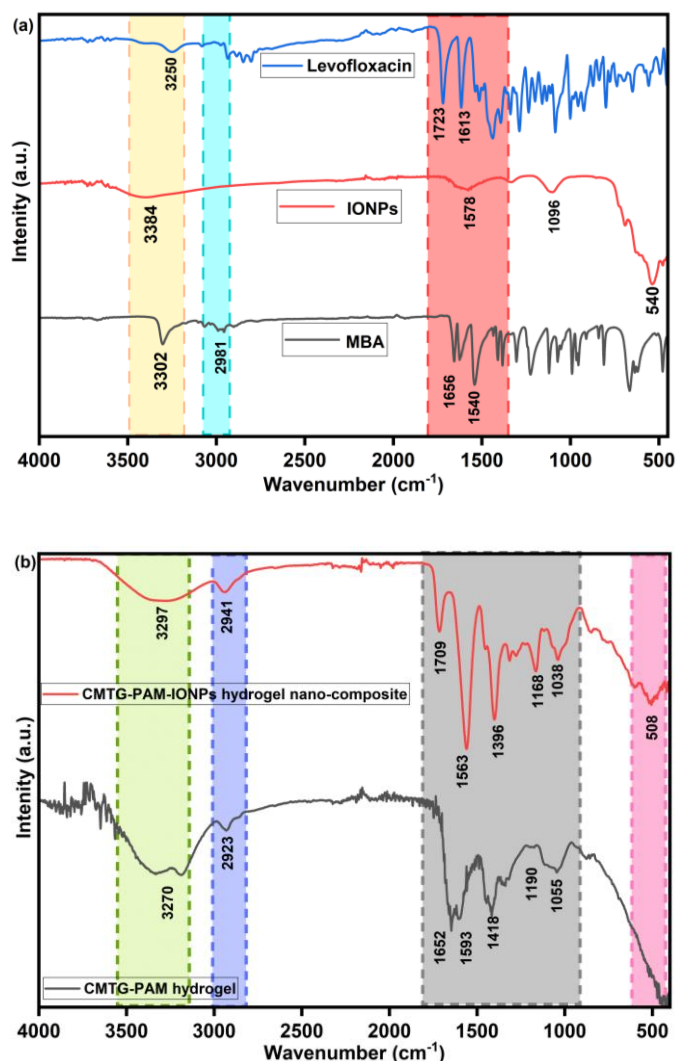 (a)
Levofloxacin
3250
1723
1613
IONPs
3384
1578
1096
540
MBA
3302
2981
1656
1540
Intenity (a.u.)
4000 3500 3000 2500 2000 1500 1000 500
Wavenumber (cm⁻¹)
(b)
3297
2941
1709
1168
1038
CMTG-PAM-IONPs hydrogel nano-composite
1396
508
1563
2923
3270
1190
1055
1652
1593
1418
CMTG-PAM hydrogel
Intenity (a.u.)
4000 3500 3000 2500 2000 1500 1000 500
Wavenumber (cm⁻¹)